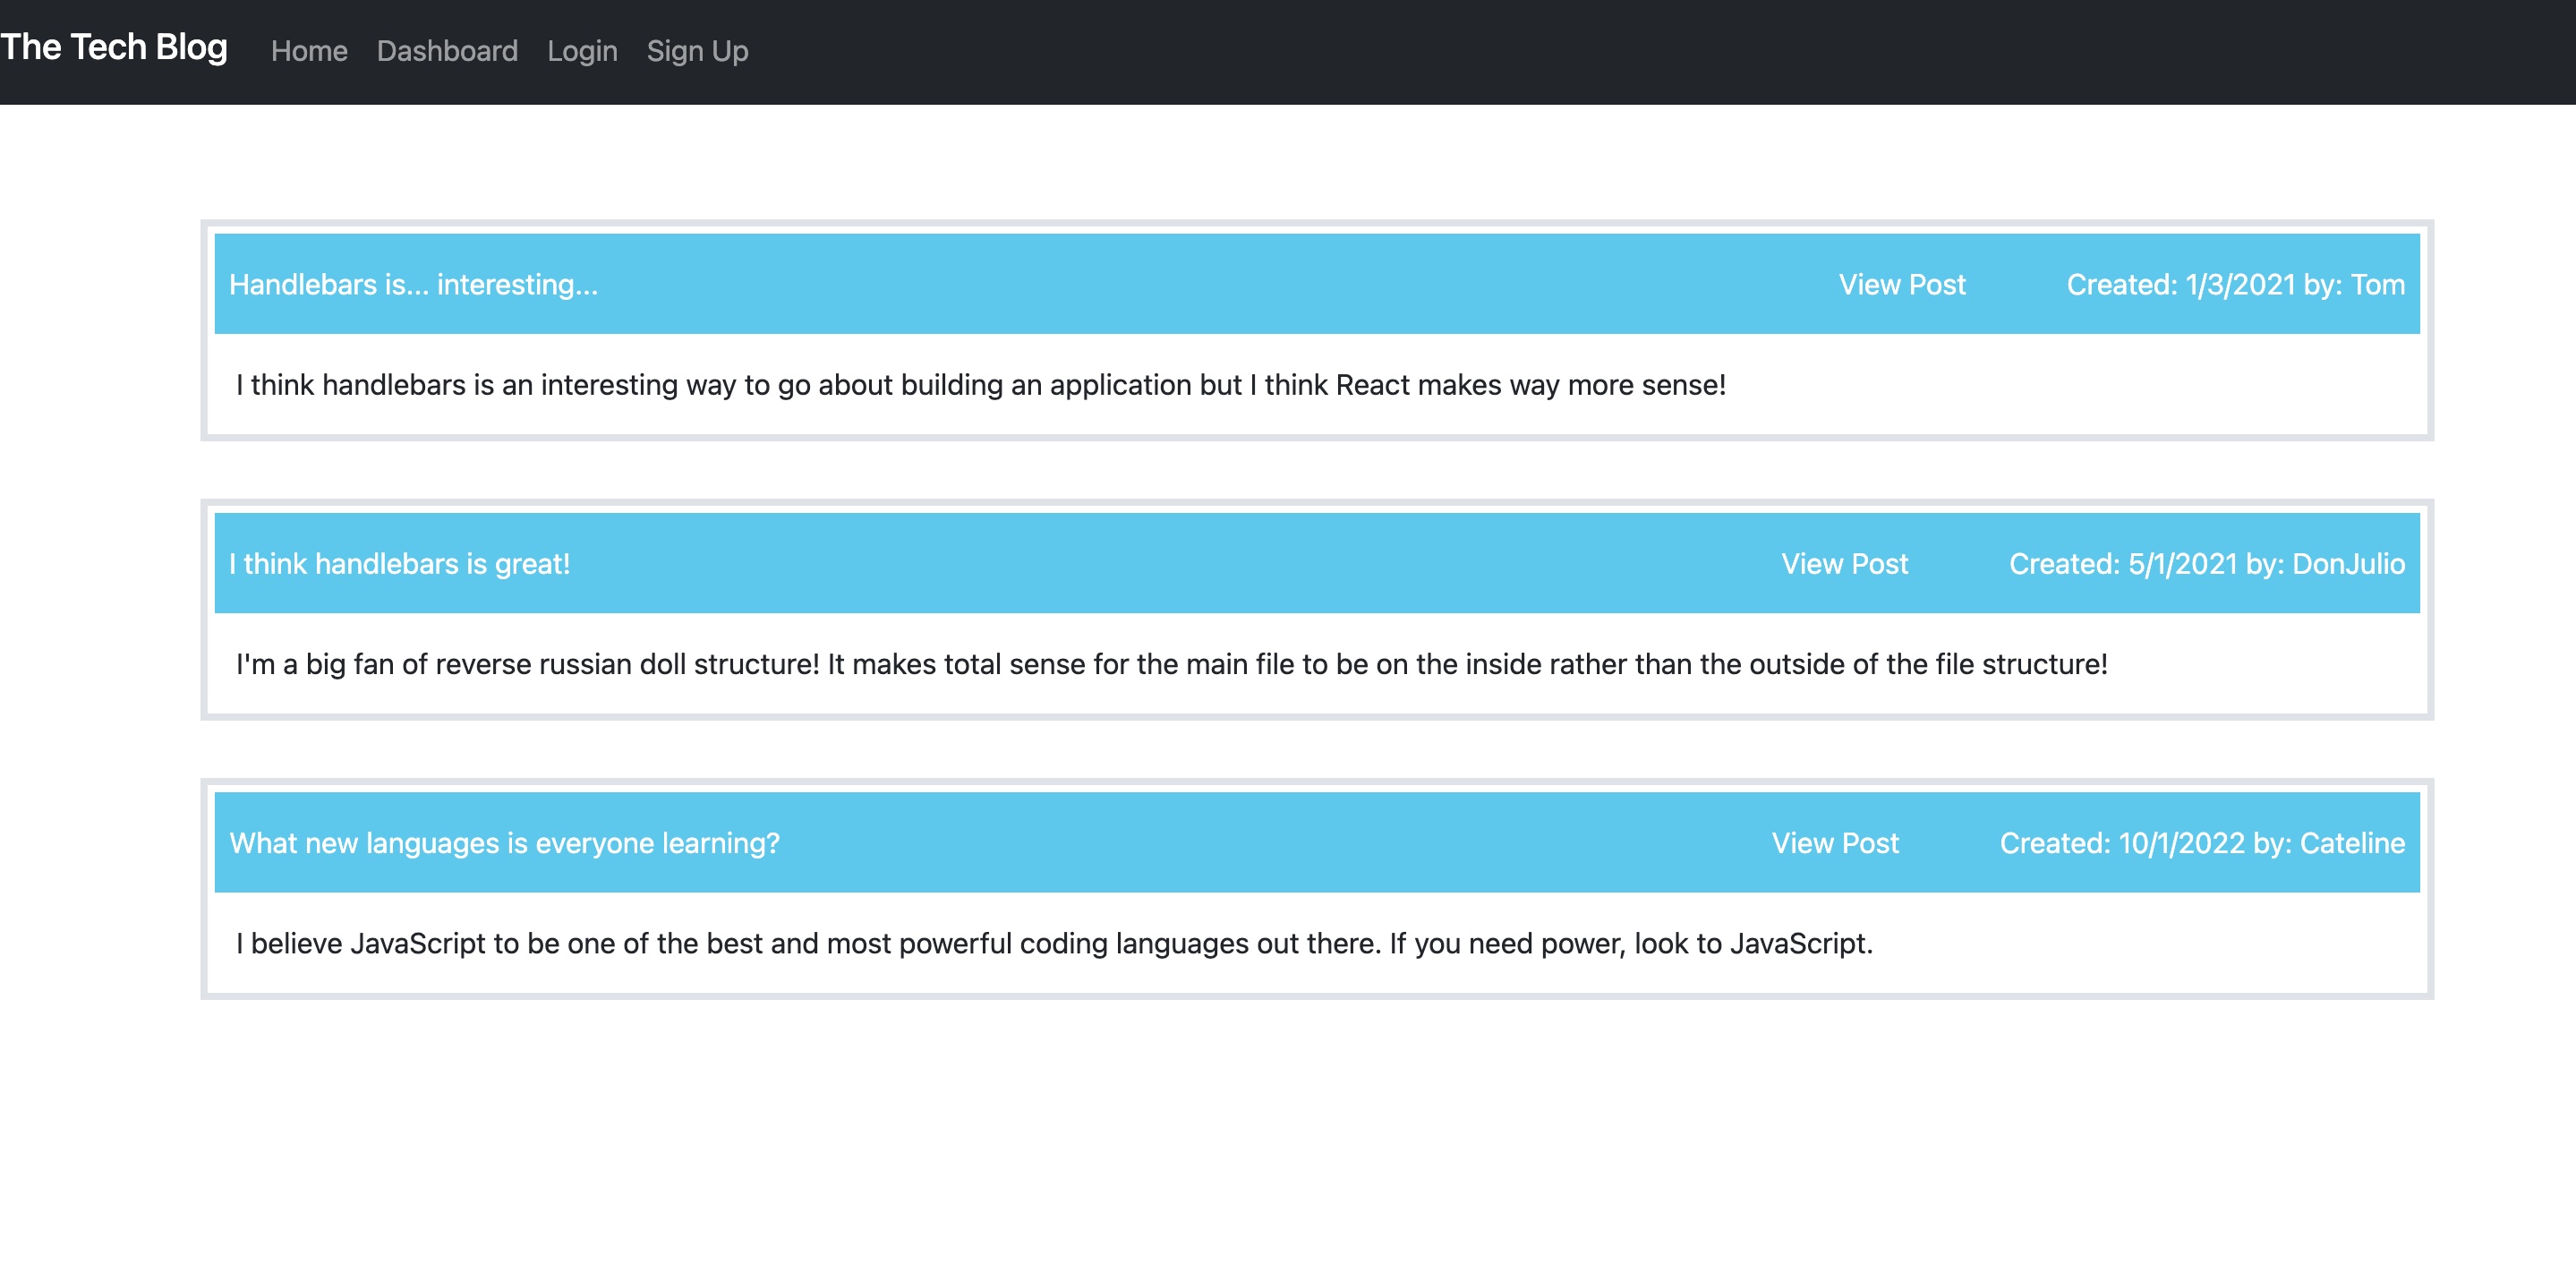 The Tech Blog Home Dashboard Login Sign Up
Handlebars is... interesting... View Post Created: 1/3/2021 by: Tom
I think handlebars is an interesting way to go about building an application but I think React makes way more sense!
I think handlebars is great! View Post Created: 5/1/2021 by: DonJulio
I'm a big fan of reverse russian doll structure! It makes total sense for the main file to be on the inside rather than the outside of the file structure!
What new languages is everyone learning? View Post Created: 10/1/2022 by: Cateline
I believe JavaScript to be one of the best and most powerful coding languages out there. If you need power, look to JavaScript.